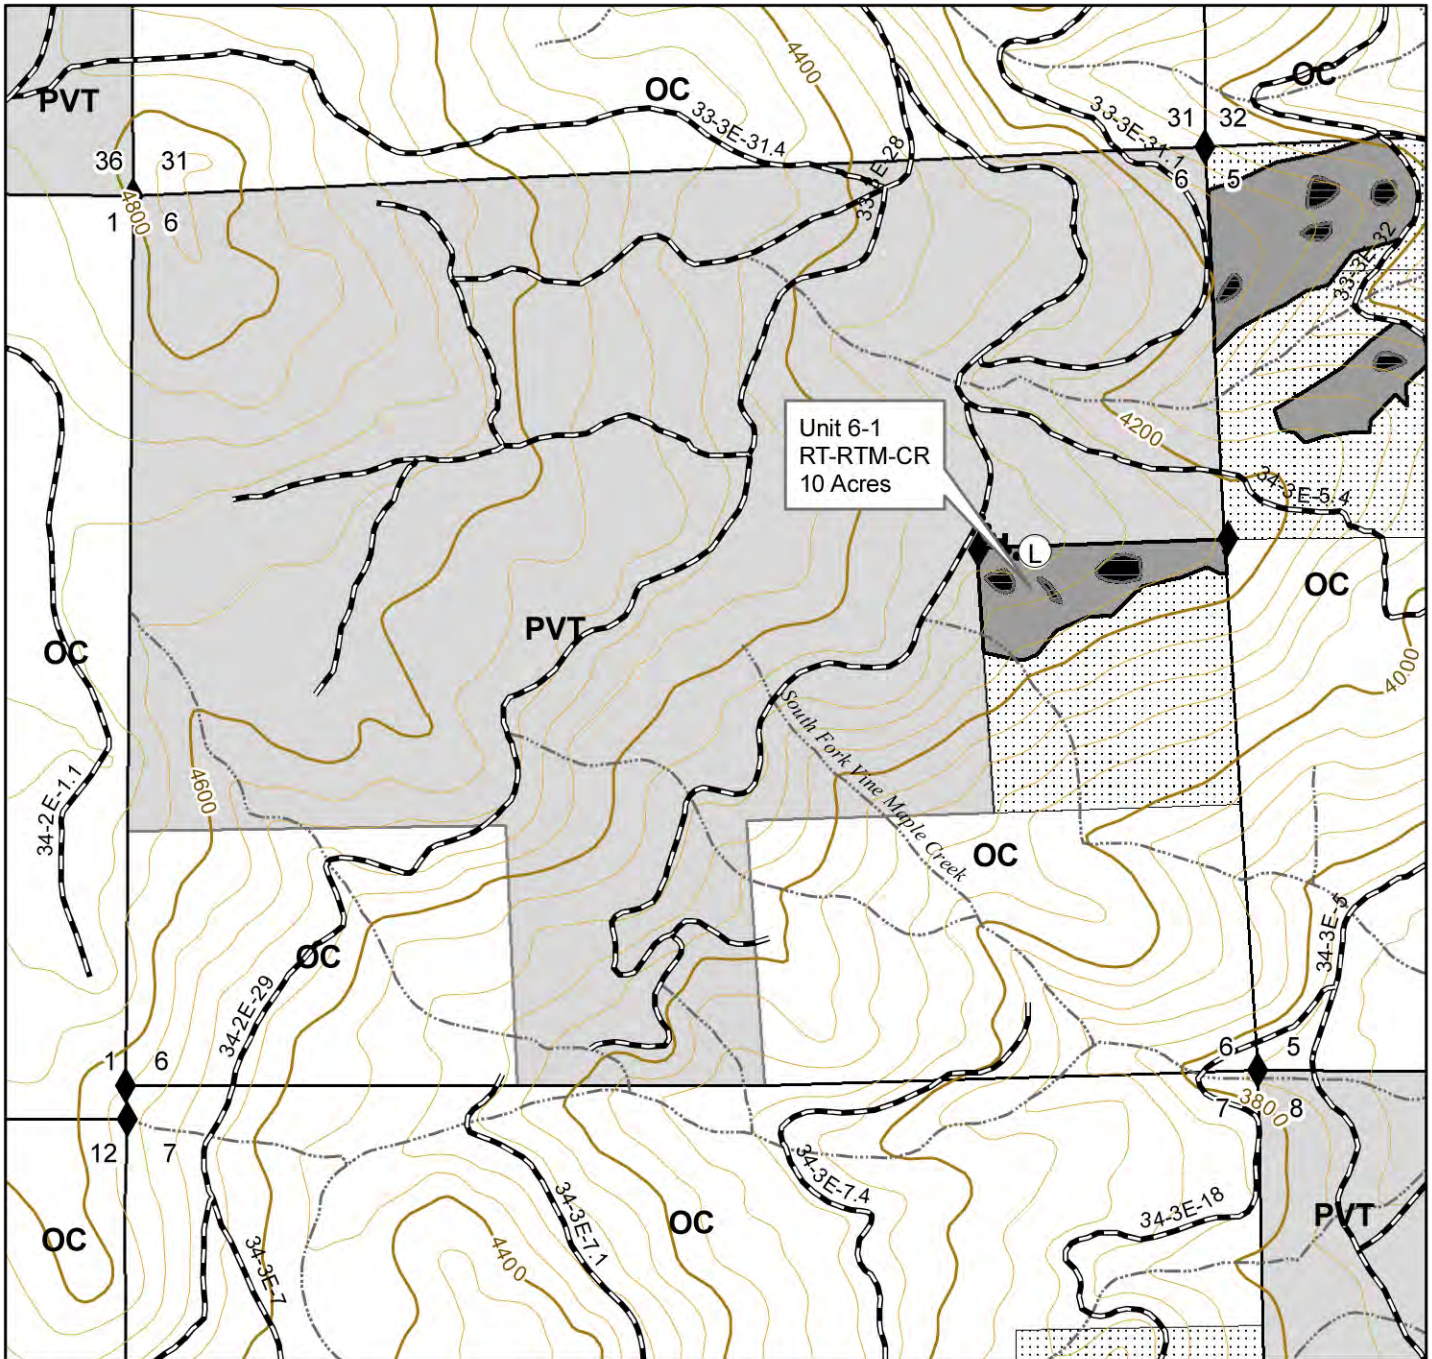 4400
OC
OC
PVT
33-3E-31.4
33-3E-31.1
31 32
33-3E-28
36 31
6 5
4800
1 6
33-3E-32
Unit 6-1
RT-RTM-CR
10 Acres
4200
34-3E-5.4
L
OC
PVT
OC
4000
South Fork Vine Maple Creek
4600
34-2E-1.1
OC
34-3E-5
OC
34-2E-29
1 6
6 5
7 8
3800
12 7
34-3E-7.4
34-3E-7.1
34-3E-18
OC
PVT
OC
34-3E-7
4400